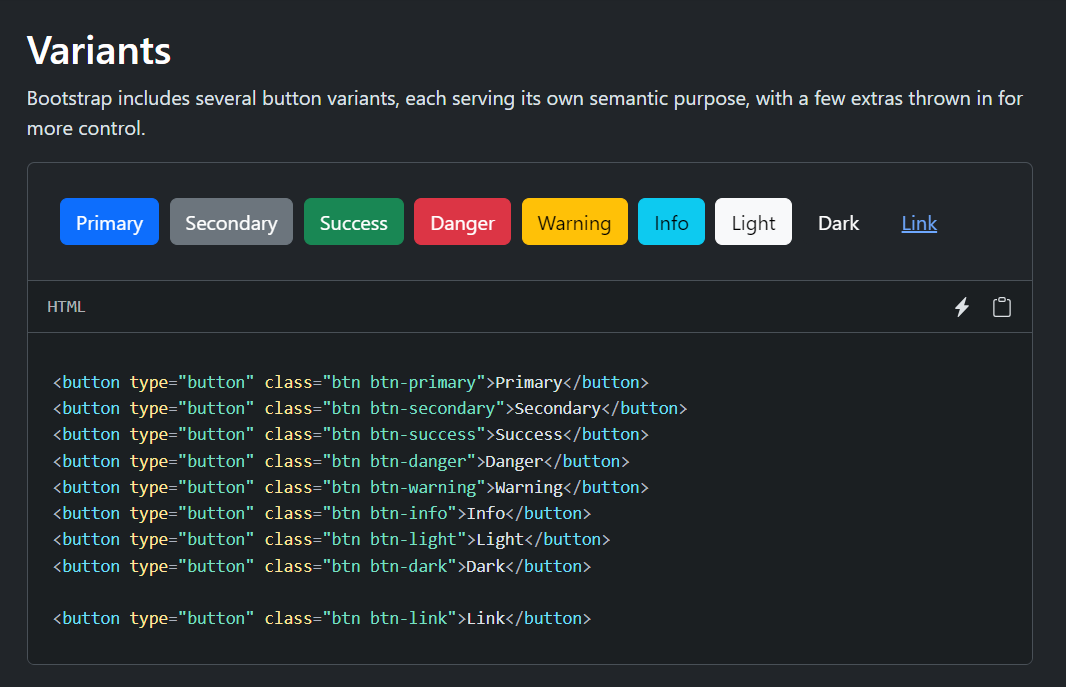 Variants
Bootstrap includes several button variants, each serving its own semantic purpose, with a few extras thrown in for
more control.
Primary Secondary Success Danger Warning Info Light Dark Link
HTML
<button type="button" class="btn btn-primary">Primary</button>
<button type="button" class="btn btn-secondary">Secondary</button>
<button type="button" class="btn btn-success">Success</button>
<button type="button" class="btn btn-danger">Danger</button>
<button type="button" class="btn btn-warning">Warning</button>
<button type="button" class="btn btn-info">Info</button>
<button type="button" class="btn btn-light">Light</button>
<button type="button" class="btn btn-dark">Dark</button>
<button type="button" class="btn btn-link">Link</button>